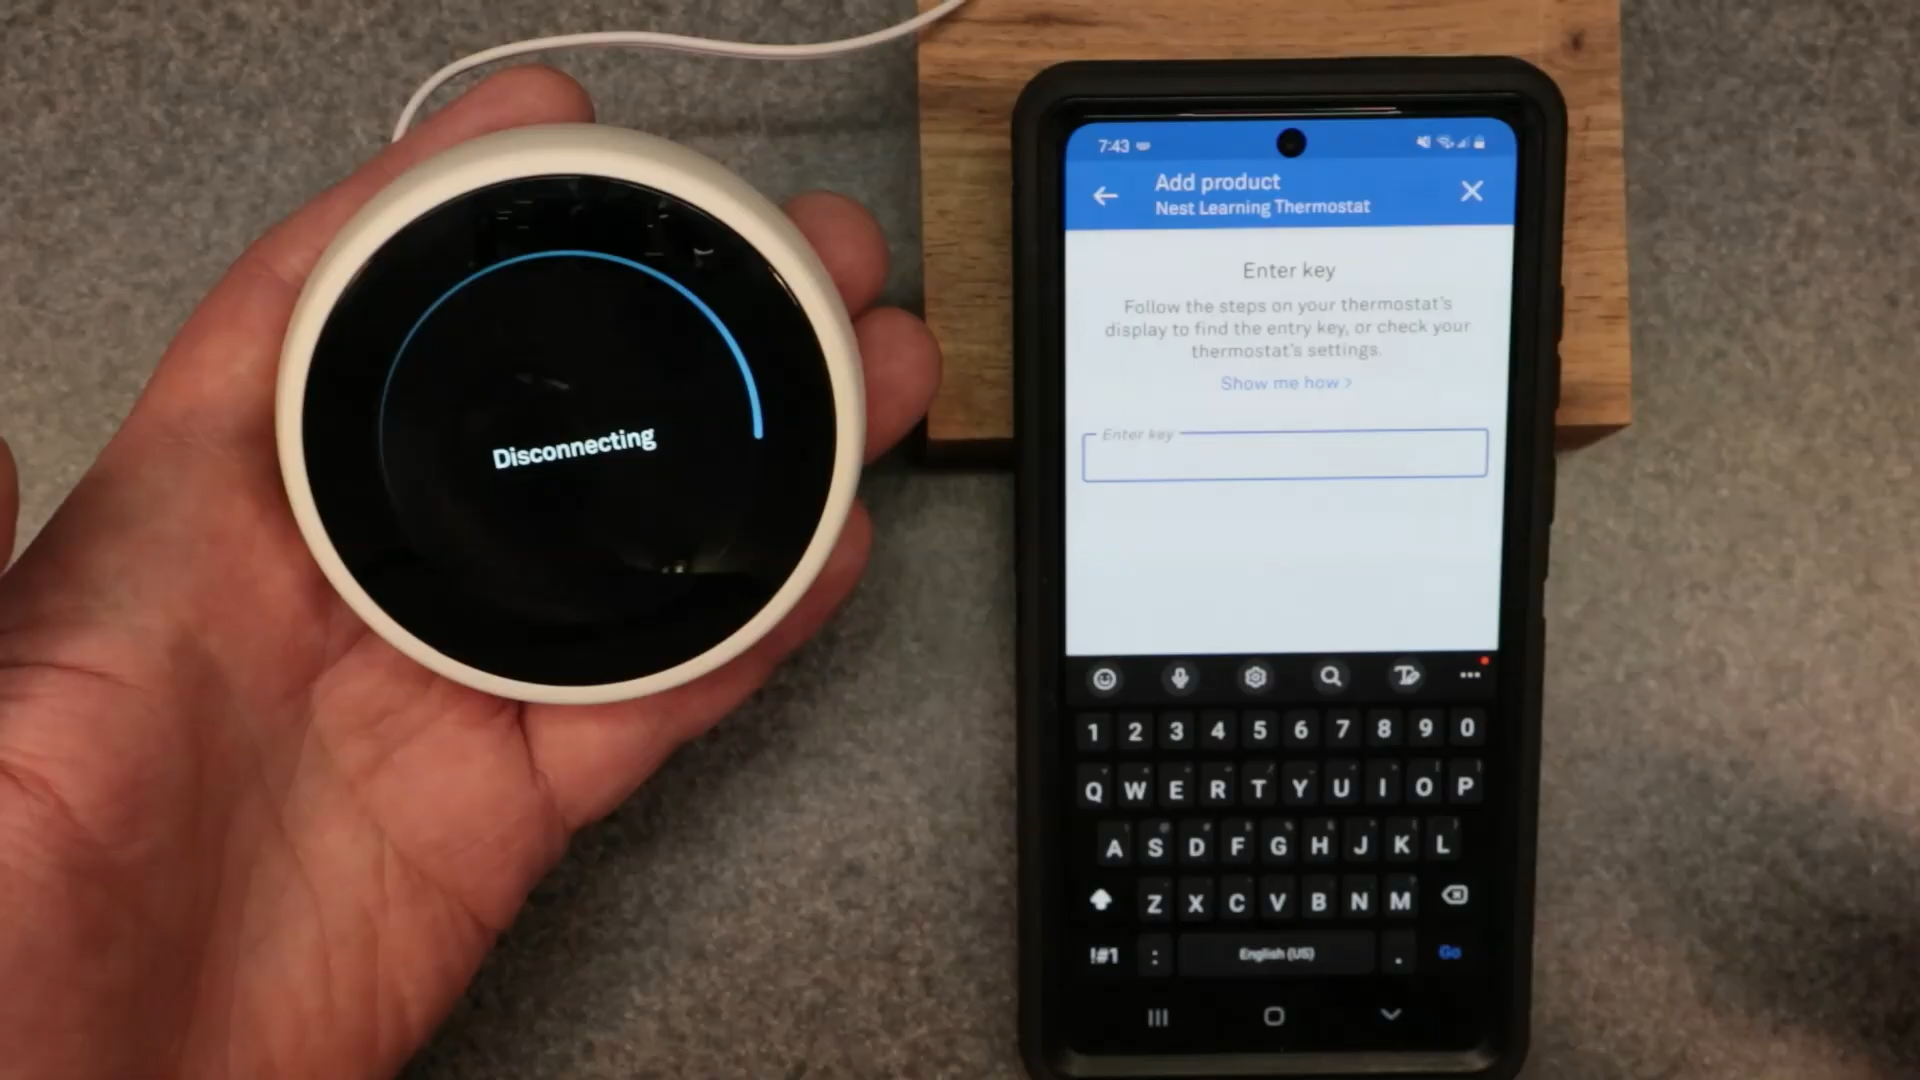 Disconnecting
7:43
Add product
Nest Learning Thermostat
Enter key
Follow the steps on your thermostat's
display to find the entry key, or check your
thermostat's settings.
Show me how >
Enter key
1 2 3 4 5 6 7 8 9 0
Q W E R T Y U I O P
A S D F G H J K L
Z X C V B N M
!#1 : English (US) . Go